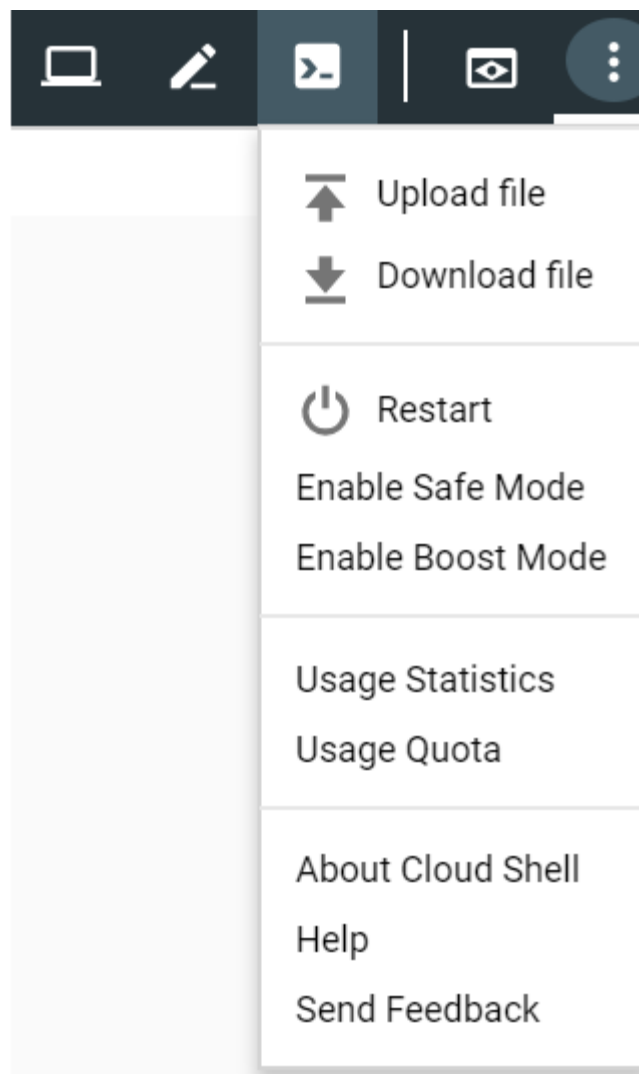 Upload file
Download file
Restart
Enable Safe Mode
Enable Boost Mode
Usage Statistics
Usage Quota
About Cloud Shell
Help
Send Feedback